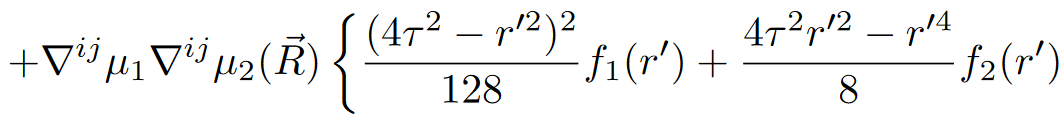 $+\nabla^{ij}\mu_1\nabla^{ij}\mu_2(\vec{R})\left\{\frac{(4\tau^2 - r'^2)^2}{128}f_1(r') + \frac{4\tau^2 r'^2 - r'^4}{8}f_2(r')\right.$